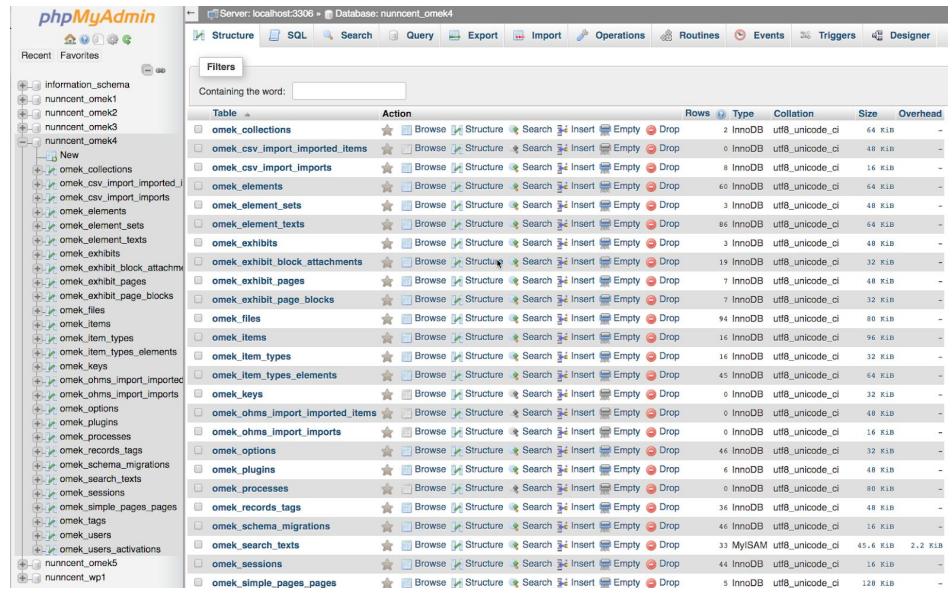 phpMyAdmin
Recent Favorites
information_schema
nunncent_omek1
nunncent_omek2
nunncent_omek3
nunncent_omek4
New
omek_collections
omek_csv_import_imported_i
omek_csv_import_imports
omek_elements
omek_element_sets
omek_element_texts
omek_exhibits
omek_exhibit_block_attachme
omek_exhibit_pages
omek_exhibit_page_blocks
omek_files
omek_items
omek_item_types
omek_item_types_elements
omek_keys
omek_ohms_import_imported
omek_ohms_import_imports
omek_options
omek_plugins
omek_processes
omek_records_tags
omek_schema_migrations
omek_search_texts
omek_sessions
omek_simple_pages_pages
omek_tags
omek_users
omek_users_activations
nunncent_omek5
nunncent_wp1
Server: localhost:3306 » Database: nunncent_omek4
Structure SQL Search Query Export Import Operations Routines Events Triggers Designer
Filters
Containing the word:
Table Action Rows Type Collation Size Overhead
omek_collections Browse Structure Search Insert Empty Drop 2 InnoDB utf8_unicode_ci 64 KiB -
omek_csv_import_imported_items Browse Structure Search Insert Empty Drop 0 InnoDB utf8_unicode_ci 48 KiB -
omek_csv_import_imports Browse Structure Search Insert Empty Drop 8 InnoDB utf8_unicode_ci 16 KiB -
omek_elements Browse Structure Search Insert Empty Drop 60 InnoDB utf8_unicode_ci 64 KiB -
omek_element_sets Browse Structure Search Insert Empty Drop 3 InnoDB utf8_unicode_ci 48 KiB -
omek_element_texts Browse Structure Search Insert Empty Drop 86 InnoDB utf8_unicode_ci 64 KiB -
omek_exhibits Browse Structure Search Insert Empty Drop 3 InnoDB utf8_unicode_ci 48 KiB -
omek_exhibit_block_attachments Browse Structure Search Insert Empty Drop 19 InnoDB utf8_unicode_ci 32 KiB -
omek_exhibit_pages Browse Structure Search Insert Empty Drop 7 InnoDB utf8_unicode_ci 48 KiB -
omek_exhibit_page_blocks Browse Structure Search Insert Empty Drop 7 InnoDB utf8_unicode_ci 32 KiB -
omek_files Browse Structure Search Insert Empty Drop 94 InnoDB utf8_unicode_ci 80 KiB -
omek_items Browse Structure Search Insert Empty Drop 16 InnoDB utf8_unicode_ci 96 KiB -
omek_item_types Browse Structure Search Insert Empty Drop 16 InnoDB utf8_unicode_ci 32 KiB -
omek_item_types_elements Browse Structure Search Insert Empty Drop 45 InnoDB utf8_unicode_ci 64 KiB -
omek_keys Browse Structure Search Insert Empty Drop 0 InnoDB utf8_unicode_ci 32 KiB -
omek_ohms_import_imported_items Browse Structure Search Insert Empty Drop 0 InnoDB utf8_unicode_ci 48 KiB -
omek_ohms_import_imports Browse Structure Search Insert Empty Drop 0 InnoDB utf8_unicode_ci 16 KiB -
omek_options Browse Structure Search Insert Empty Drop 46 InnoDB utf8_unicode_ci 32 KiB -
omek_plugins Browse Structure Search Insert Empty Drop 6 InnoDB utf8_unicode_ci 48 KiB -
omek_processes Browse Structure Search Insert Empty Drop 0 InnoDB utf8_unicode_ci 80 KiB -
omek_records_tags Browse Structure Search Insert Empty Drop 36 InnoDB utf8_unicode_ci 48 KiB -
omek_schema_migrations Browse Structure Search Insert Empty Drop 46 InnoDB utf8_unicode_ci 16 KiB -
omek_search_texts Browse Structure Search Insert Empty Drop 33 MyISAM utf8_unicode_ci 45.6 KiB 2.2 KiB
omek_sessions Browse Structure Search Insert Empty Drop 44 InnoDB utf8_unicode_ci 16 KiB -
omek_simple_pages_pages Browse Structure Search Insert Empty Drop 5 InnoDB utf8_unicode_ci 128 KiB -